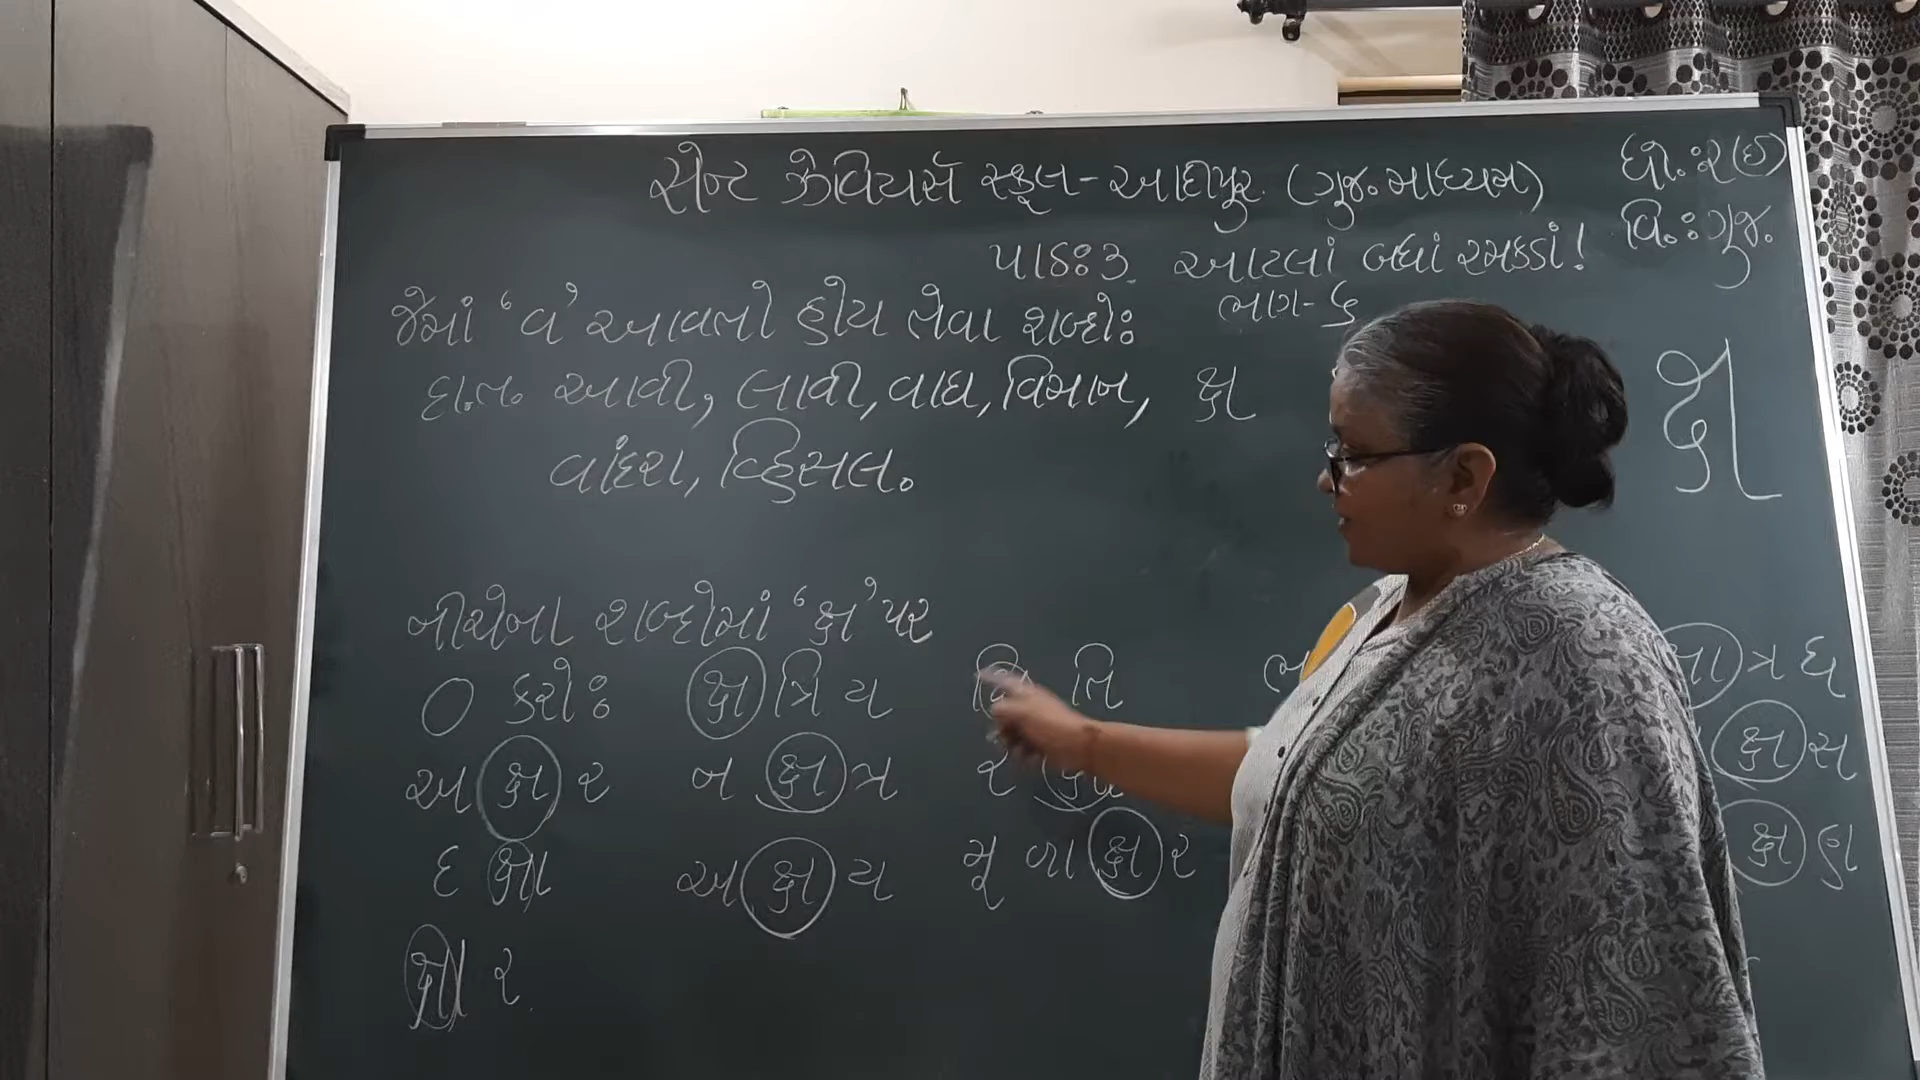 સેન્ટ ઝેવિયર્સ સ્કૂલ-આદીપુર (ગુજ.માધ્યમ)
ધો.:૨(ઇ)
વિ.:ગુજ.
પાઠ:૩ આટલાં બધાં રમકડાં!
ભાગ-૬
જેમાં ‘વ’ આવતો હોય તેવા શબ્દો:
દા.ત. આવી, લાવી, વાઘ, વિમાન, ક્ષ
ક્ષ
વાંદરા, વ્હિસલ.
નીચેના શબ્દોમાં ‘ક્ષ’ પર
૦ કરો: ક્ષત્રિય ક્ષિતિ
અક્ષર નક્ષત્ર
દક્ષા અક્ષય મૂળાક્ષર
ક્ષાર